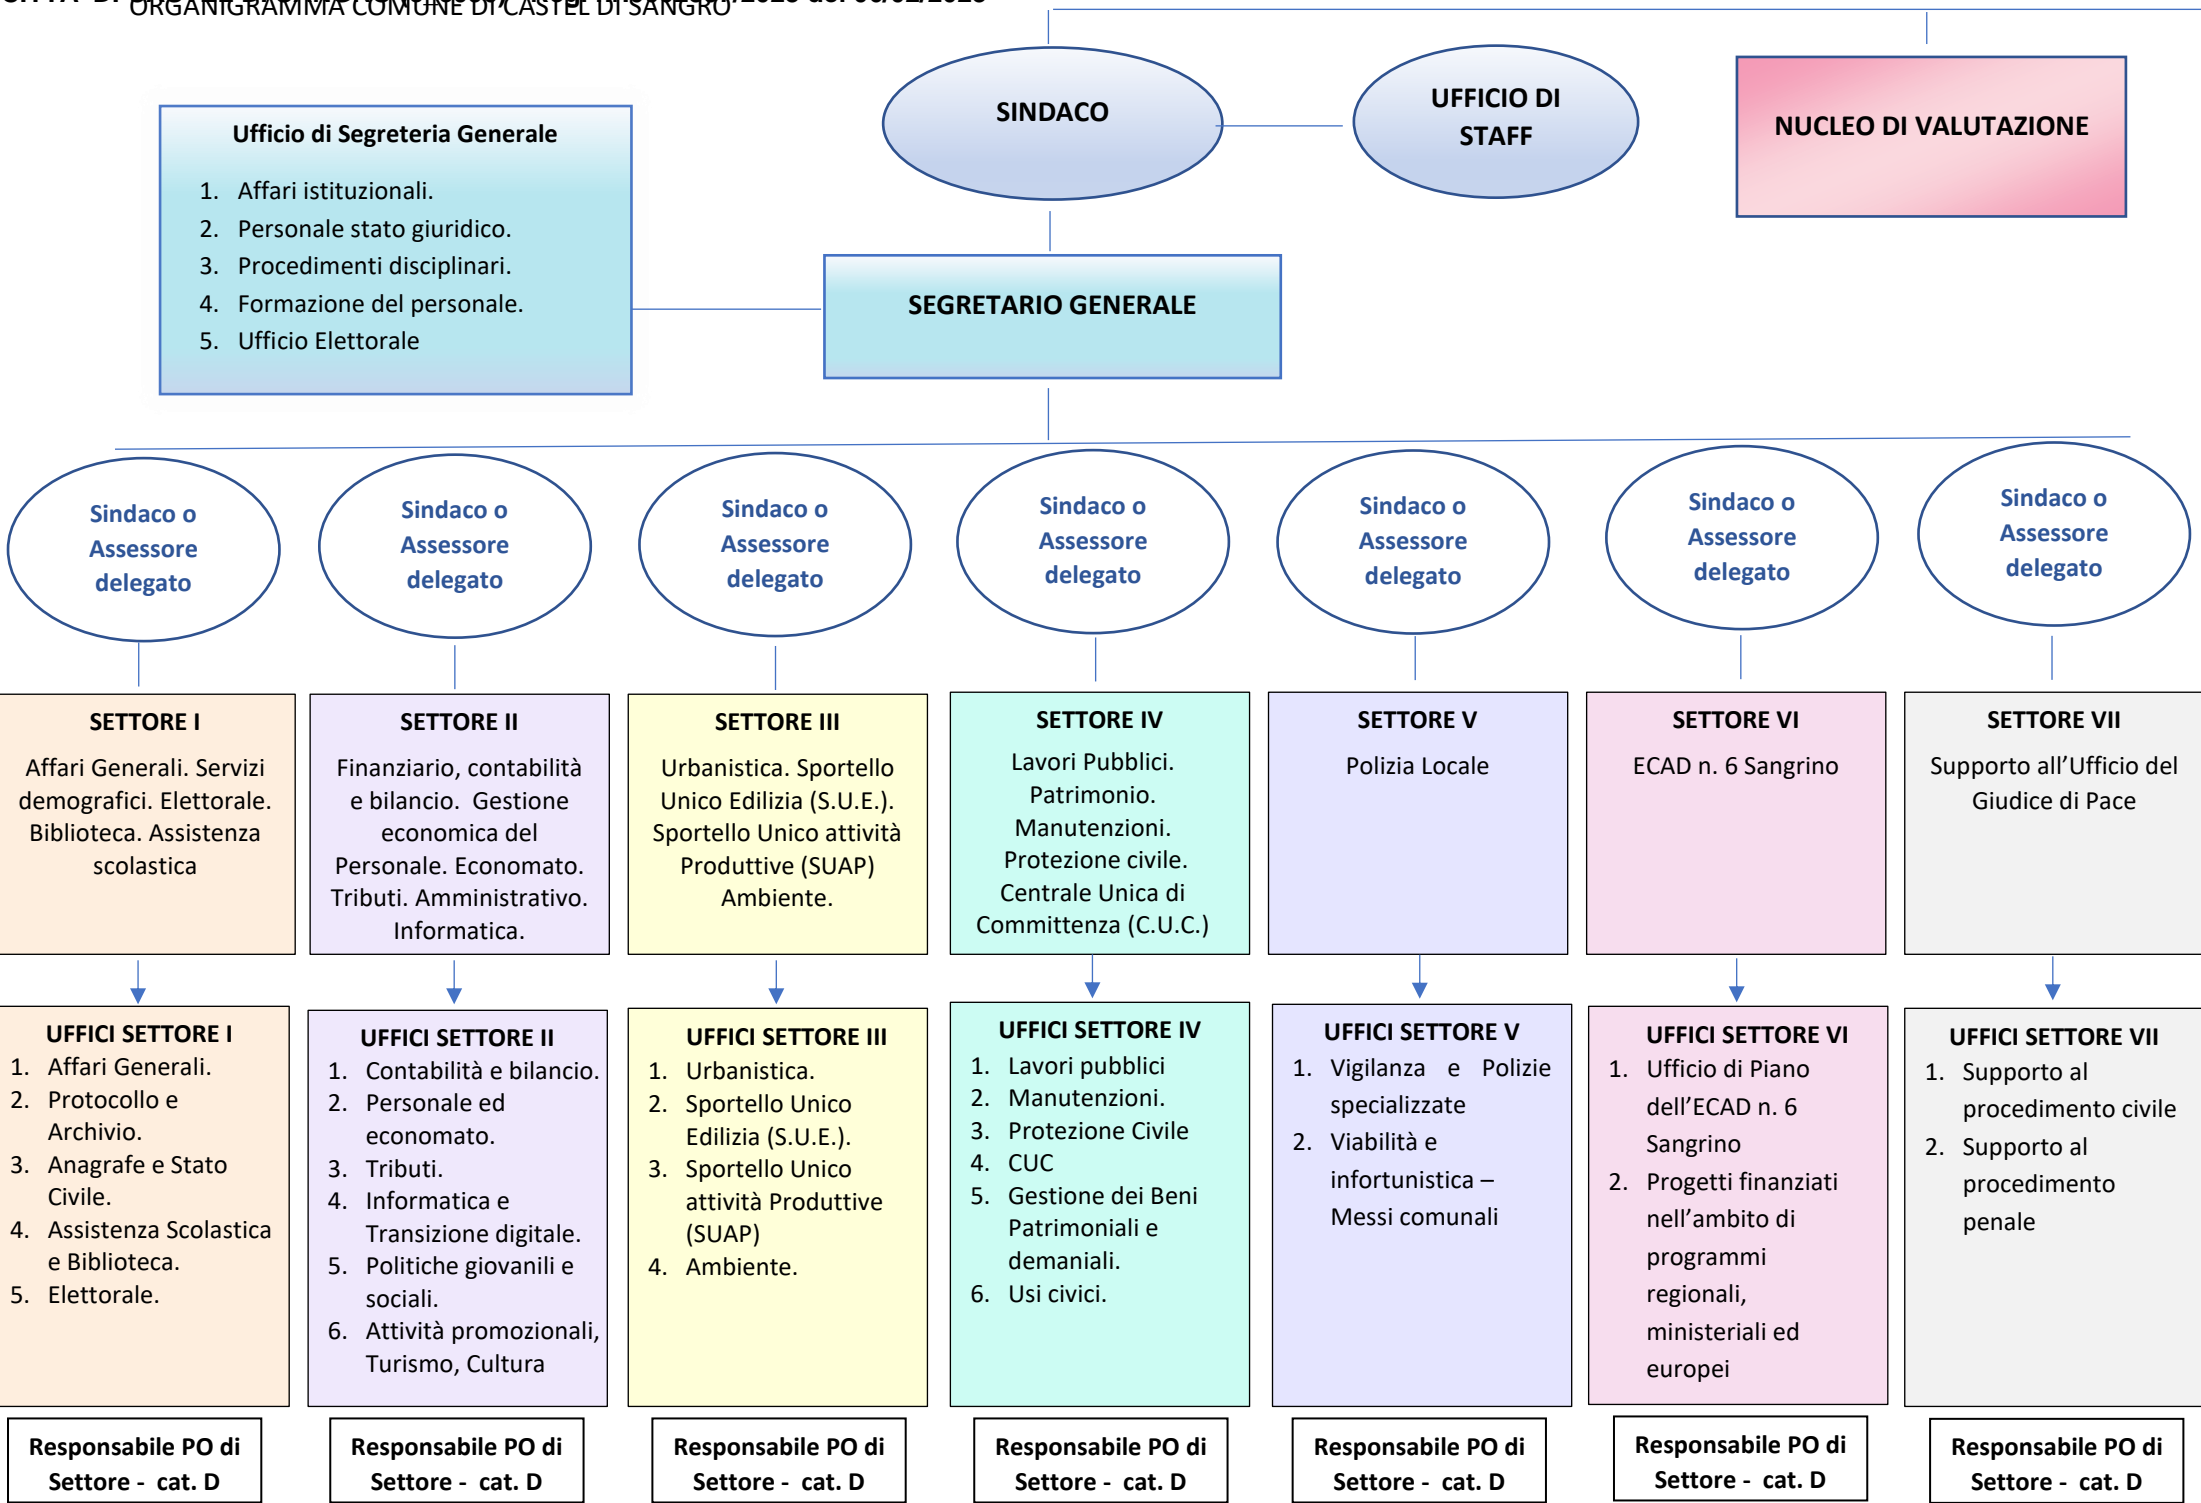 ORGANIGRAMMA COMUNE DI CASTEL DI SANGRO
SINDACO
UFFICIO DI
STAFF
NUCLEO DI VALUTAZIONE
Ufficio di Segreteria Generale
1. Affari istituzionali.
2. Personale stato giuridico.
3. Procedimenti disciplinari.
4. Formazione del personale.
5. Ufficio Elettorale
SEGRETARIO GENERALE
Sindaco o
Assessore
delegato
Sindaco o
Assessore
delegato
Sindaco o
Assessore
delegato
Sindaco o
Assessore
delegato
Sindaco o
Assessore
delegato
Sindaco o
Assessore
delegato
Sindaco o
Assessore
delegato
SETTORE I
Affari Generali. Servizi
demografici. Elettorale.
Biblioteca. Assistenza
scolastica
SETTORE II
Finanziario, contabilità
e bilancio. Gestione
economica del
Personale. Economato.
Tributi. Amministrativo.
Informatica.
SETTORE III
Urbanistica. Sportello
Unico Edilizia (S.U.E.).
Sportello Unico attività
Produttive (SUAP)
Ambiente.
SETTORE IV
Lavori Pubblici.
Patrimonio.
Manutenzioni.
Protezione civile.
Centrale Unica di
Committenza (C.U.C.)
SETTORE V
Polizia Locale
SETTORE VI
ECAD n. 6 Sangrino
SETTORE VII
Supporto all’Ufficio del
Giudice di Pace
UFFICI SETTORE I
1. Affari Generali.
2. Protocollo e
Archivio.
3. Anagrafe e Stato
Civile.
4. Assistenza Scolastica
e Biblioteca.
5. Elettorale.
UFFICI SETTORE II
1. Contabilità e bilancio.
2. Personale ed
economato.
3. Tributi.
4. Informatica e
Transizione digitale.
5. Politiche giovanili e
sociali.
6. Attività promozionali,
Turismo, Cultura
UFFICI SETTORE III
1. Urbanistica.
2. Sportello Unico
Edilizia (S.U.E.).
3. Sportello Unico
attività Produttive
(SUAP)
4. Ambiente.
UFFICI SETTORE IV
1. Lavori pubblici
2. Manutenzioni.
3. Protezione Civile
4. CUC
5. Gestione dei Beni
Patrimoniali e
demaniali.
6. Usi civici.
UFFICI SETTORE V
1. Vigilanza e Polizie
specializzate
2. Viabilità e
infortunistica –
Messi comunali
UFFICI SETTORE VI
1. Ufficio di Piano
dell’ECAD n. 6
Sangrino
2. Progetti finanziati
nell’ambito di
programmi
regionali,
ministeriali ed
europei
UFFICI SETTORE VII
1. Supporto al
procedimento civile
2. Supporto al
procedimento
penale
Responsabile PO di
Settore - cat. D
Responsabile PO di
Settore - cat. D
Responsabile PO di
Settore - cat. D
Responsabile PO di
Settore - cat. D
Responsabile PO di
Settore - cat. D
Responsabile PO di
Settore - cat. D
Responsabile PO di
Settore - cat. D